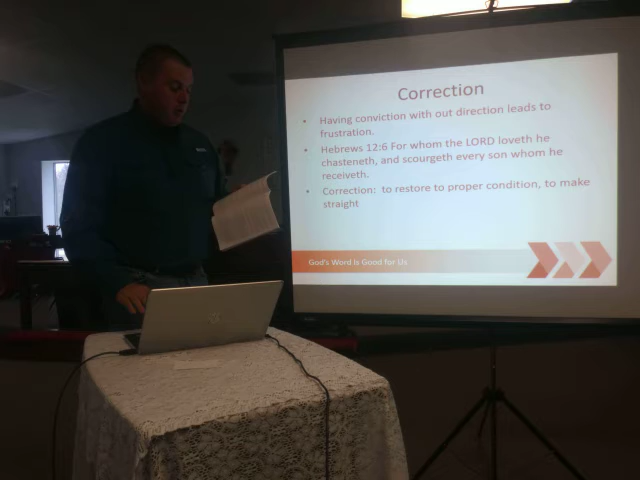 Correction
Having conviction with out direction leads to
frustration.
Hebrews 12:6 For whom the LORD loveth he
chasteneth, and scourgeth every son whom he
receiveth.
Correction: to restore to proper condition, to make
straight
God's Word Is Good for Us